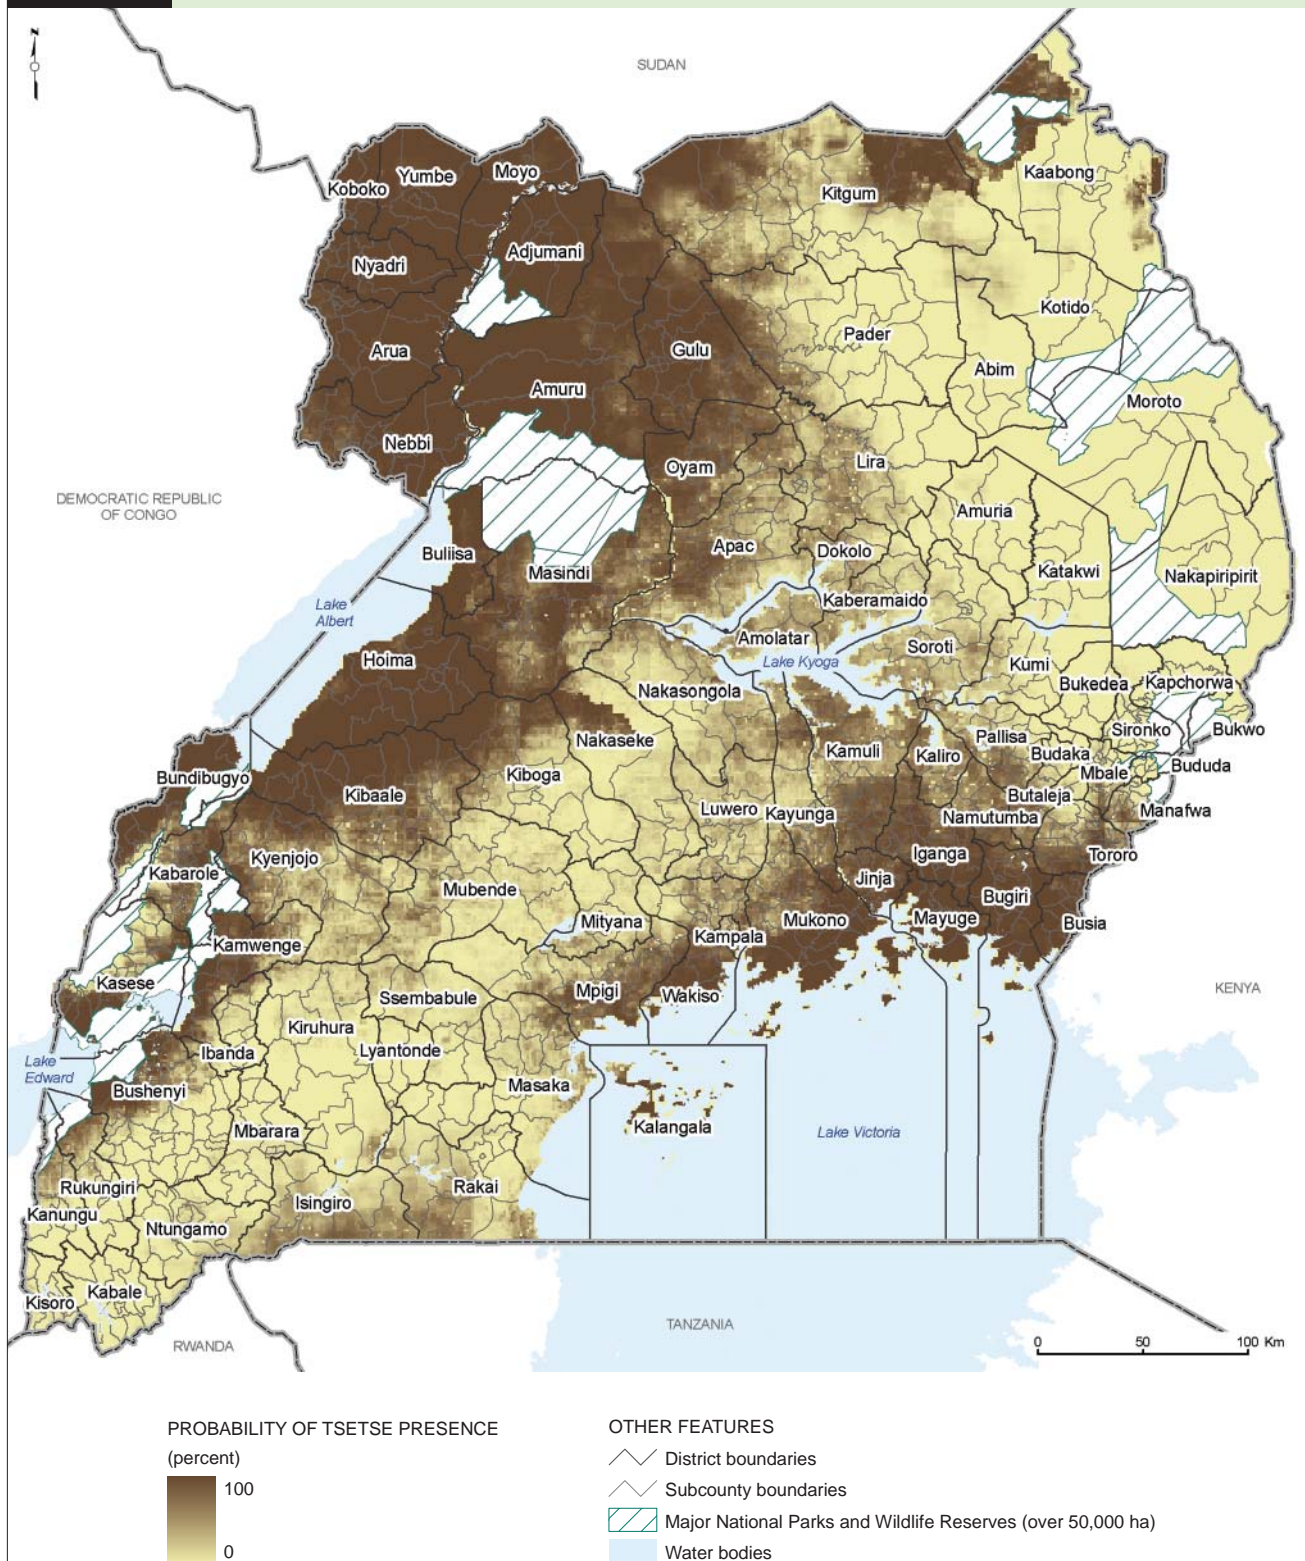 N
SUDAN
Koboko
Yumbe
Moyo
Kitgum
Kaabong
Nyadri
Adjumani
Kotido
Arua
Gulu
Pader
Abim
Amuru
Moroto
Nebbi
Oyam
Lira
DEMOCRATIC REPUBLIC
OF CONGO
Amuria
Buliisa
Masindi
Apac
Dokolo
Katakwi
Nakapiripirit
Lake
Albert
Kaberamaido
Amolatar
Soroti
Hoima
Lake Kyoga
Kumi
Nakasongola
Bukedea
Kapchorwa
Nakaseke
Kamuli
Kaliro
Pallisa
Sironko
Bukwo
Bundibugyo
Kiboga
Budaka
Mbale
Bududa
Kibaale
Butaleja
Luwero
Kayunga
Namutumba
Manafwa
Kyenjojo
Iganga
Tororo
Kabarole
Mubende
Jinja
Bugiri
Mityana
Mukono
Mayuge
Busia
Kamwenge
Kampala
Kasese
Mpigi
Wakiso
KENYA
Ssembabule
Kiruhura
Ibanda
Lyantonde
Lake
Edward
Bushenyi
Masaka
Mbarara
Kalangala
Lake Victoria
Rukungiri
Rakai
Isingiro
Kanungu
Ntungamo
Kabale
Kisoro
TANZANIA
RWANDA
0 50 100 Km
PROBABILITY OF TSETSE PRESENCE
(percent)
100
0
OTHER FEATURES
District boundaries
Subcounty boundaries
Major National Parks and Wildlife Reserves (over 50,000 ha)
Water bodies